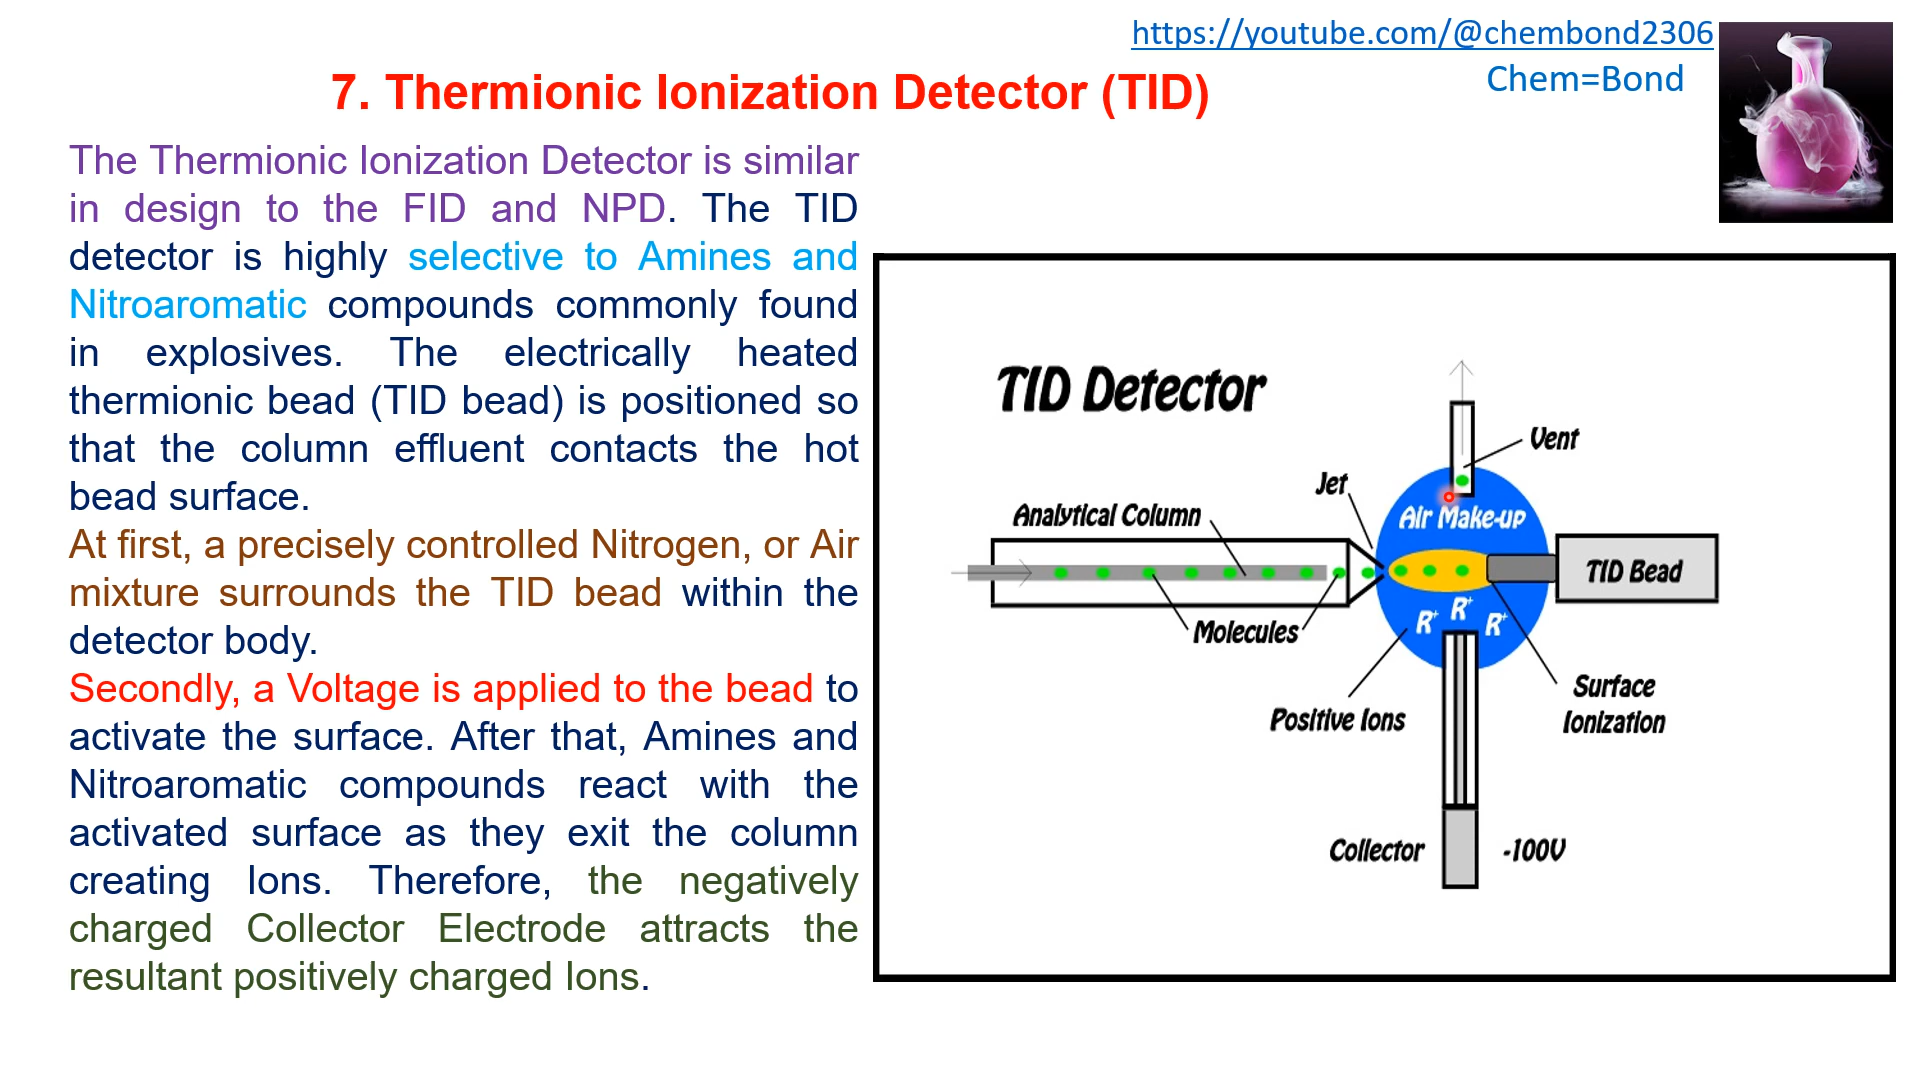 https://youtube.com/@chembond2306
Chem=Bond
7. Thermionic Ionization Detector (TID)
The Thermionic Ionization Detector is similar
in design to the FID and NPD. The TID
detector is highly selective to Amines and
Nitroaromatic compounds commonly found
in explosives. The electrically heated
thermionic bead (TID bead) is positioned so
that the column effluent contacts the hot
bead surface.
At first, a precisely controlled Nitrogen, or Air
mixture surrounds the TID bead within the
detector body.
Secondly, a Voltage is applied to the bead to
activate the surface. After that, Amines and
Nitroaromatic compounds react with the
activated surface as they exit the column
creating Ions. Therefore, the negatively
charged Collector Electrode attracts the
resultant positively charged Ions.
TID Detector
Vent
Jet
Analytical Column
Air Make-up
TID Bead
R⁺ R⁺ R⁺
Molecules
Surface
Ionization
Positive Ions
Collector
-100V